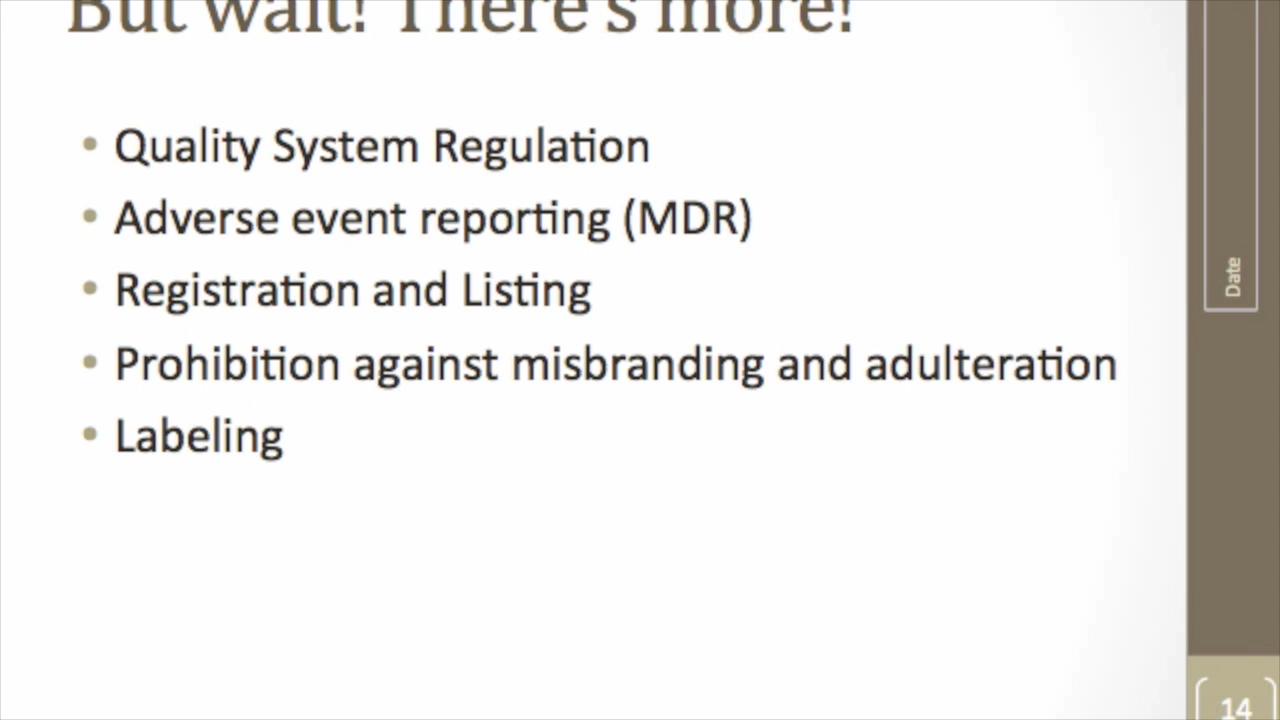 But wait! There's more!
• Quality System Regulation
• Adverse event reporting (MDR)
• Registration and Listing
• Prohibition against misbranding and adulteration
• Labeling
Date
14